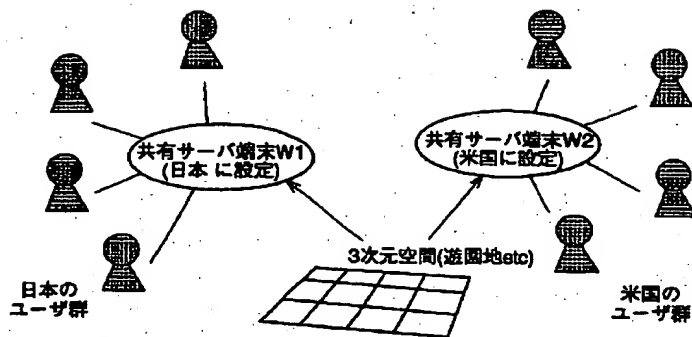 共有サーバ端末W1
(日本 に設定)
共有サーバ端末W2
(米国に設定)
3次元空間(遊園地etc)
日本の
ユーザ群
米国の
ユーザ群